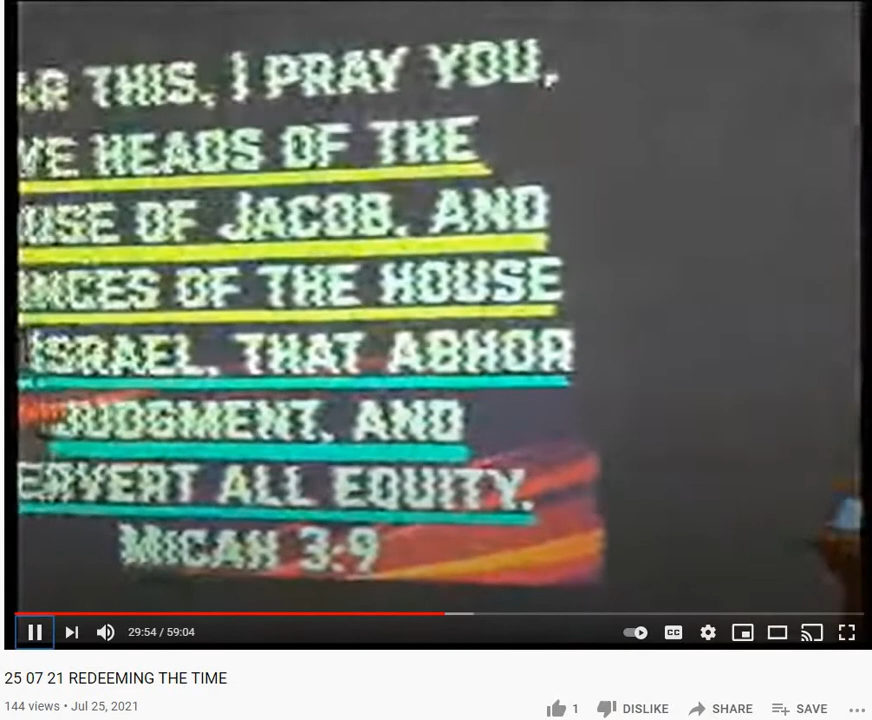 AR THIS, I PRAY YOU,
YE HEADS OF THE
USE OF JACOB, AND
INCES OF THE HOUSE
ISRAEL, THAT ABHOR
JUDGMENT, AND
ERVERT ALL EQUITY.
MICAH 3:9
29:54 / 59:04
CC
25 07 21 REDEEMING THE TIME
144 views • Jul 25, 2021
1 DISLIKE SHARE SAVE